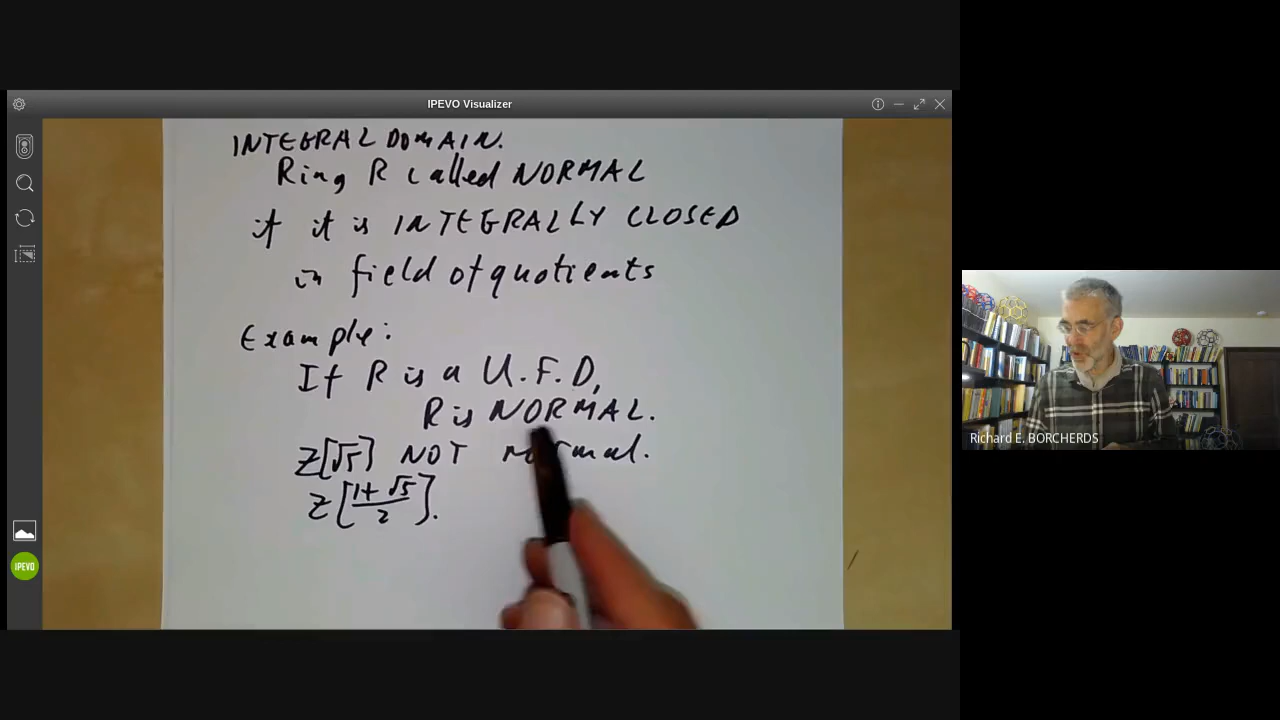 IPEVO Visualizer
INTEGRAL DOMAIN.
Ring R called NORMAL
if it is INTEGRALLY CLOSED
in field of quotients
Example:
If R is a U.F.D,
R is NORMAL.
Z[√5] NOT normal.
Z[(1+√5)/2].
Richard E. BORCHERDS
IPEVO